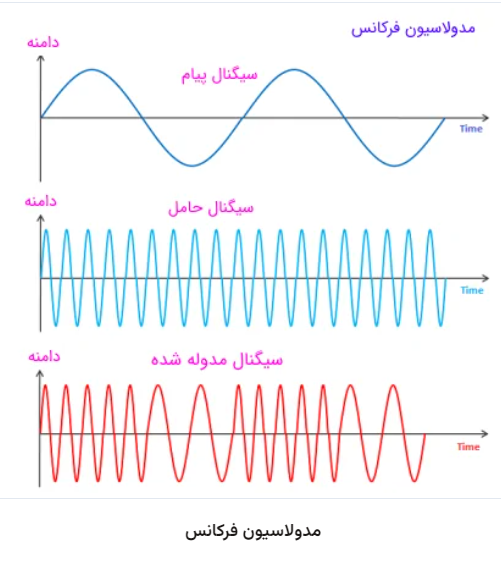 مدولاسیون فرکانس
دامنه
سیگنال پیام
Time
دامنه
سیگنال حامل
Time
دامنه
سیگنال مدوله شده
Time
مدولاسیون فرکانس